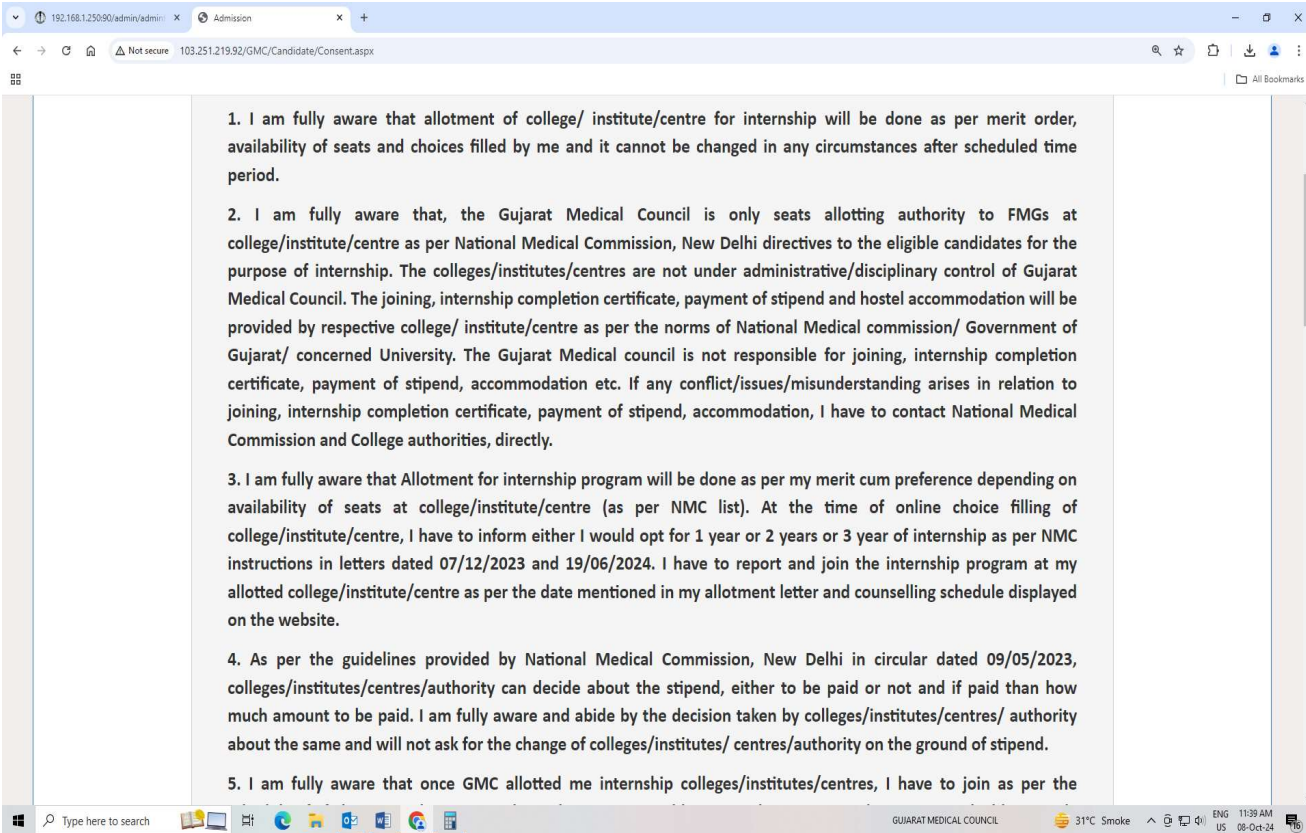 192.168.1.250:90/admin/admin
Admission
Not secure
103.251.219.92/GMC/Candidate/Consent.aspx
All Bookmarks
1. I am fully aware that allotment of college/ institute/centre for internship will be done as per merit order,
availability of seats and choices filled by me and it cannot be changed in any circumstances after scheduled time
period.
2. I am fully aware that, the Gujarat Medical Council is only seats allotting authority to FMGs at
college/institute/centre as per National Medical Commission, New Delhi directives to the eligible candidates for the
purpose of internship. The colleges/institutes/centres are not under administrative/disciplinary control of Gujarat
Medical Council. The joining, internship completion certificate, payment of stipend and hostel accommodation will be
provided by respective college/ institute/centre as per the norms of National Medical commission/ Government of
Gujarat/ concerned University. The Gujarat Medical council is not responsible for joining, internship completion
certificate, payment of stipend, accommodation etc. If any conflict/issues/misunderstanding arises in relation to
joining, internship completion certificate, payment of stipend, accommodation, I have to contact National Medical
Commission and College authorities, directly.
3. I am fully aware that Allotment for internship program will be done as per my merit cum preference depending on
availability of seats at college/institute/centre (as per NMC list). At the time of online choice filling of
college/institute/centre, I have to inform either I would opt for 1 year or 2 years or 3 year of internship as per NMC
instructions in letters dated 07/12/2023 and 19/06/2024. I have to report and join the internship program at my
allotted college/institute/centre as per the date mentioned in my allotment letter and counselling schedule displayed
on the website.
4. As per the guidelines provided by National Medical Commission, New Delhi in circular dated 09/05/2023,
colleges/institutes/centres/authority can decide about the stipend, either to be paid or not and if paid than how
much amount to be paid. I am fully aware and abide by the decision taken by colleges/institutes/centres/ authority
about the same and will not ask for the change of colleges/institutes/ centres/authority on the ground of stipend.
5. I am fully aware that once GMC allotted me internship colleges/institutes/centres, I have to join as per the
Type here to search
GUJARAT MEDICAL COUNCIL
31°C Smoke
ENG
US
11:39 AM
08-Oct-24
16